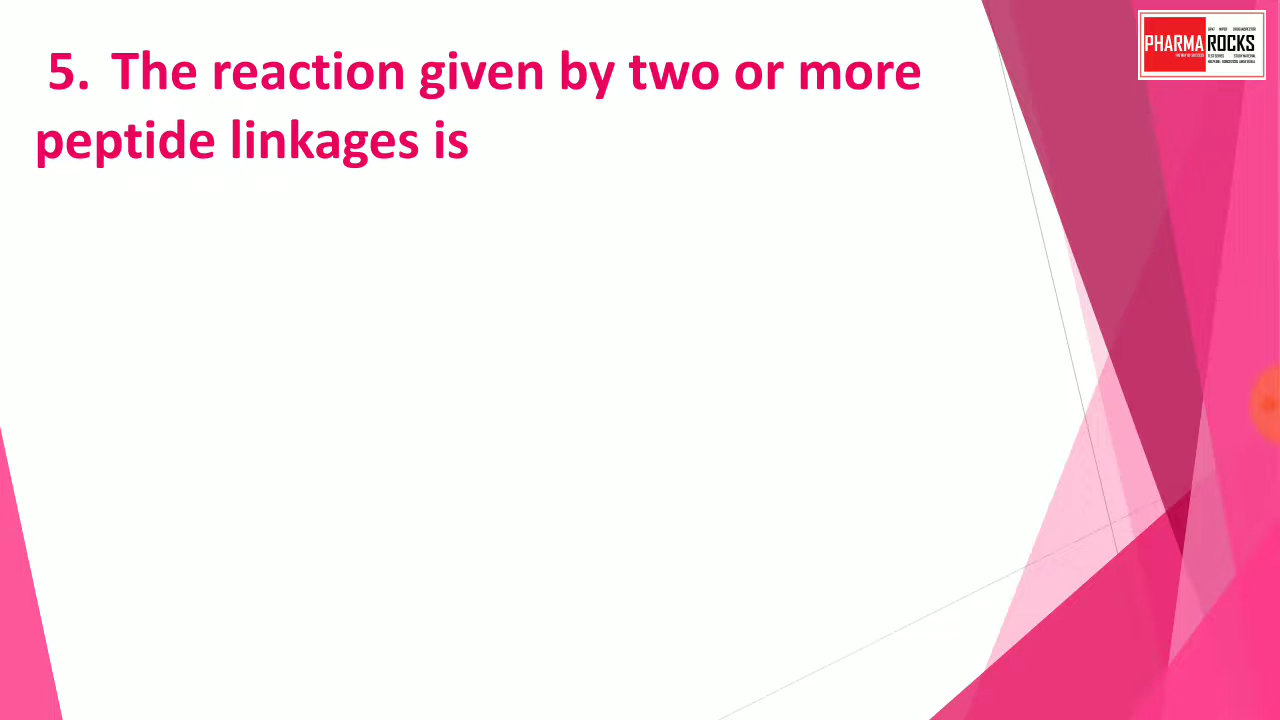 5. The reaction given by two or more
peptide linkages is
PHARMA ROCKS